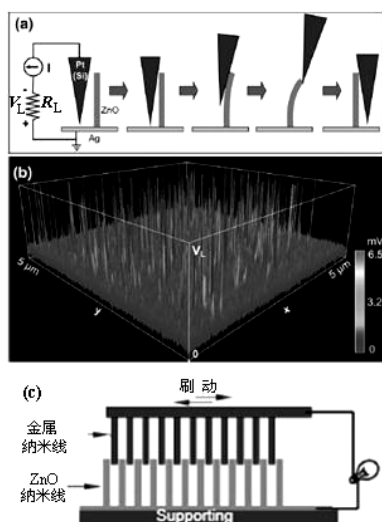 (a)
Pt
(Si)
I
ZnO
-
V_L
R_L
+
Ag
(b)
V_L
mV
6.5
3.2
0
5 μm
5 μm
y
x
0
(c)
刷 动
金属
纳米线
ZnO
纳米线
Supporting